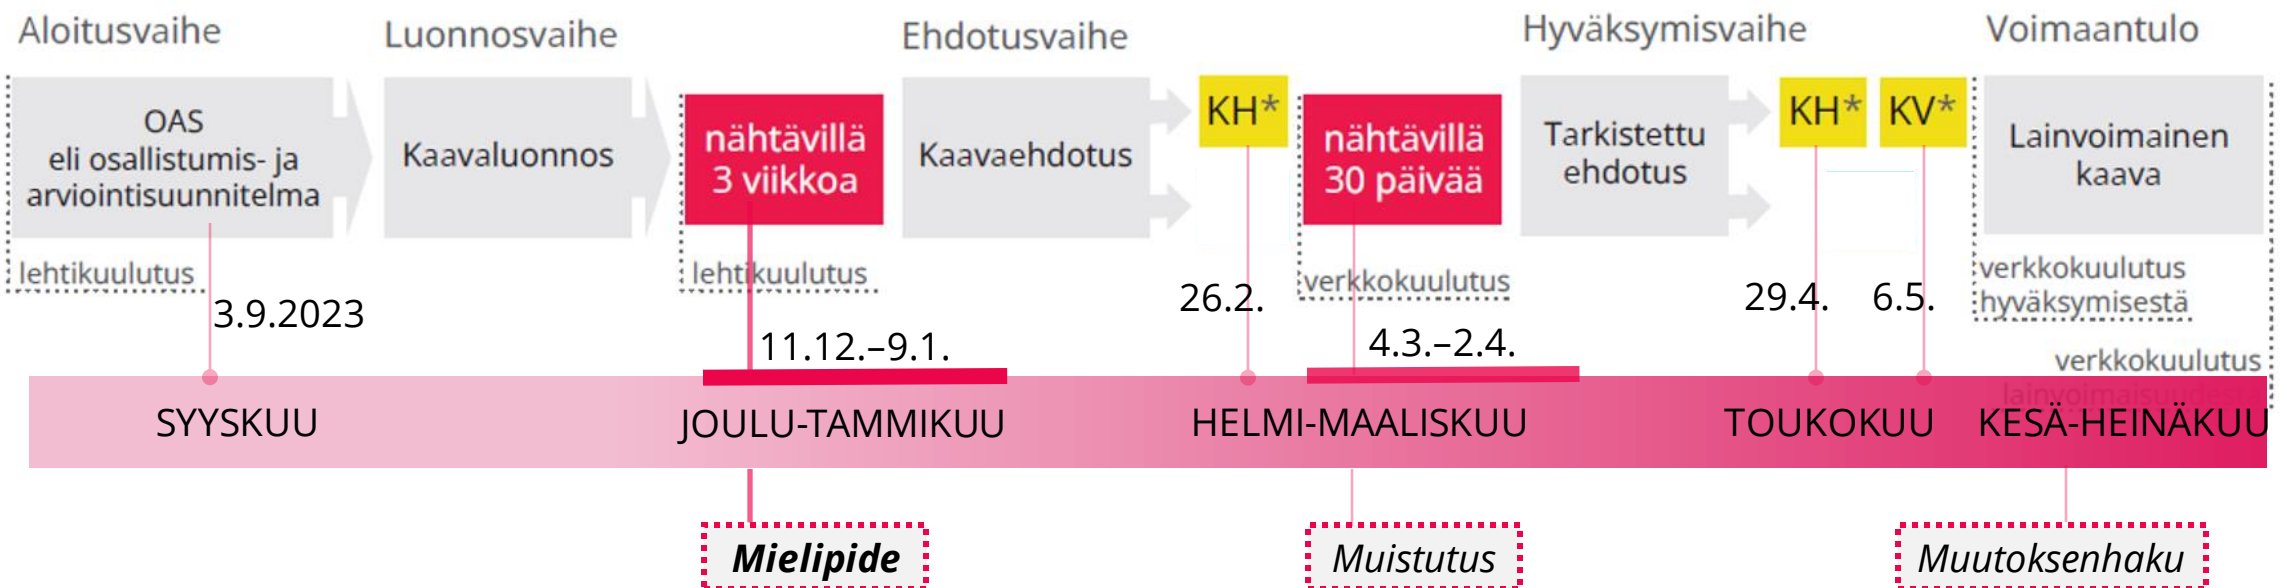 Aloitusvaihe
Luonnosvaihe
Ehdotusvaihe
Hyväksymisvaihe
Voimaantulo
OAS
eli osallistumis- ja
arviointisuunnitelma
Kaavaluonnos
nähtävillä
3 viikkoa
Kaavaehdotus
KH*
nähtävillä
30 päivää
Tarkistettu
ehdotus
KH*
KV*
Lainvoimainen
kaava
lehtikuulutus
lehtikuulutus
verkkokuulutus
verkkokuulutus
hyväksymisestä
verkkokuulutus
lainvoimaisuudesta
3.9.2023
11.12.–9.1.
26.2.
4.3.–2.4.
29.4.
6.5.
SYYSKUU
JOULU-TAMMIKUU
HELMI-MAALISKUU
TOUKOKUU
KESÄ-HEINÄKUU
Mielipide
Muistutus
Muutoksenhaku